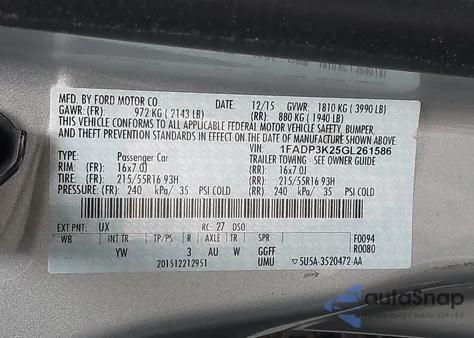 MFD. BY FORD MOTOR CO. 12/15 GVWR: 1810 KG ( 3990 LB)
GAWR: (FR): 972 KG ( 2143 LB) (RR): 880 KG ( 1940 LB)
THIS VEHICLE CONFORMS TO ALL APPLICABLE FEDERAL MOTOR VEHICLE SAFETY, BUMPER,
AND THEFT PREVENTION STANDARDS IN EFFECT ON THE DATE OF MANUFACTURE SHOWN ABOVE.
VIN: 1FADP3K25GL261586
TYPE: Passenger Car TRAILER TOWING - SEE OWNER GUIDE
RIM: (FR): 16x7.0J (RR): 16x7.0J
TIRE: (FR): 215/55R16 93H (RR): 215/55R16 93H
PRESSURE: (FR): 240 kPa/ 35 PSI COLD (RR): 240 kPa/ 35 PSI COLD
EXT PNT: UX RC: 27 DSO: F0094
WB INT TR TP/PS R AXLE TR SPR R0080
YW 3 AU W GGFF
201512212951 UMU 5U5A-3520472-AA
autoSnap